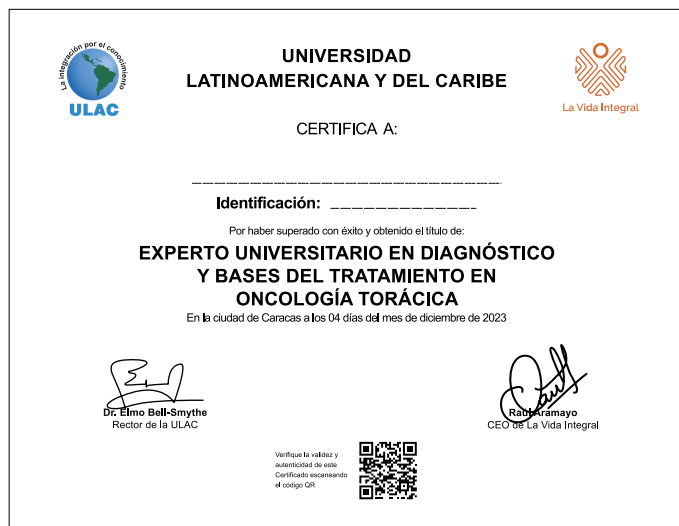 La integración por el conocimiento
ULAC
UNIVERSIDAD
LATINOAMERICANA Y DEL CARIBE
La Vida Integral
CERTIFICA A:
Identificación:
Por haber superado con éxito y obtenido el título de:
EXPERTO UNIVERSITARIO EN DIAGNÓSTICO
Y BASES DEL TRATAMIENTO EN
ONCOLOGÍA TORÁCICA
En la ciudad de Caracas a los 04 días del mes de diciembre de 2023
Dr. Elmo Bell-Smythe
Rector de la ULAC
Raúl Aramayo
CEO de La Vida Integral
Verifique la validez y
autenticidad de este
Certificado escaneando
el código QR